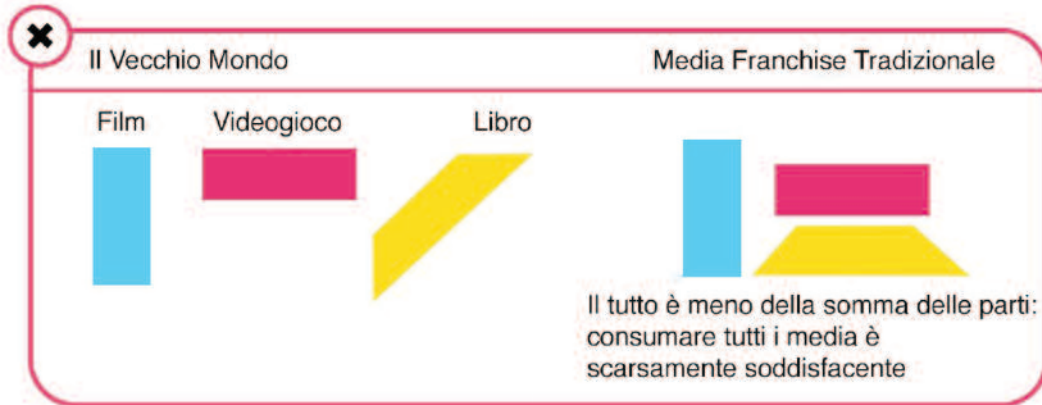 Il Vecchio Mondo
Media Franchise Tradizionale
Film
Videogioco
Libro
Il tutto è meno della somma delle parti:
consumare tutti i media è
scarsamente soddisfacente